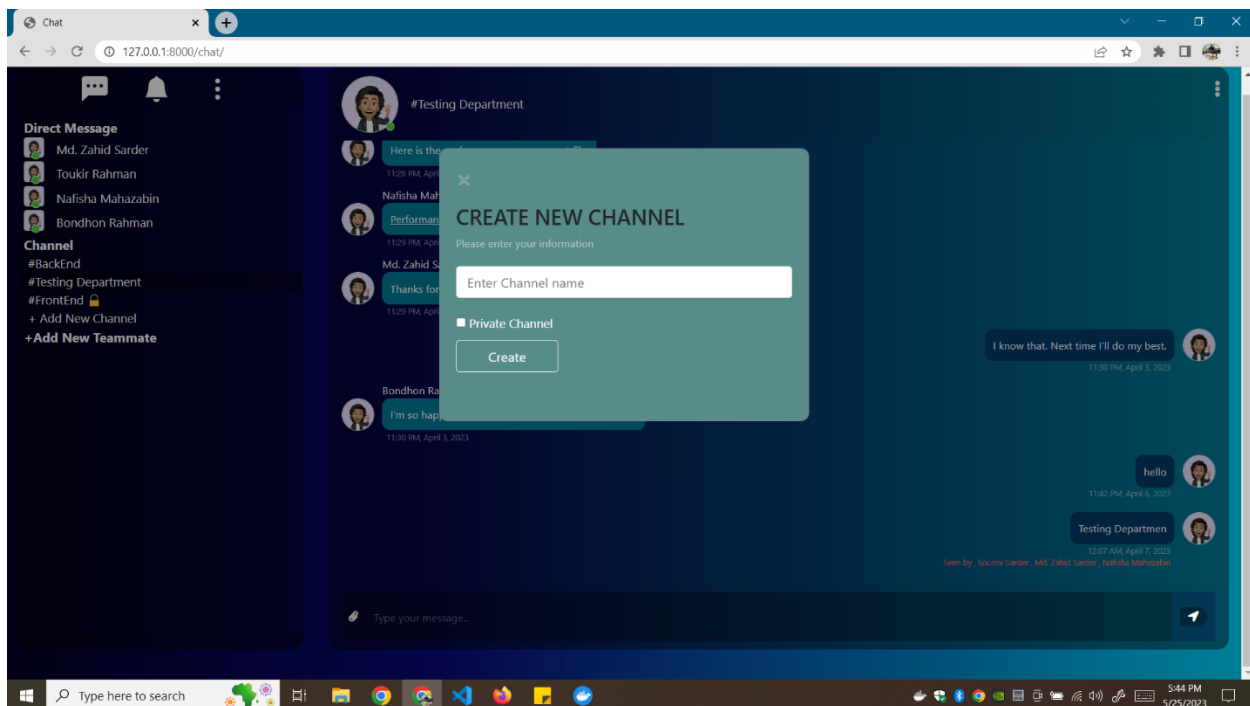 Chat
127.0.0.1:8000/chat/
Direct Message
Md. Zahid Sarder
Toukir Rahman
Nafisha Mahazabin
Bondhon Rahman
Channel
#BackEnd
#Testing Department
#FrontEnd
+ Add New Channel
+Add New Teammate
#Testing Department
Here is the
11:28 PM, April
Nafisha Mah
Performan
11:29 PM, April
Md. Zahid S
Thanks for
11:29 PM, April
CREATE NEW CHANNEL
Please enter your information
Enter Channel name
Private Channel
Create
I know that. Next time I'll do my best.
11:30 PM, April 3, 2023
Bondhon Ra
I'm so hap
11:30 PM, April 3, 2023
hello
11:42 PM, April 6, 2023
Testing Departmen
12:07 AM, April 7, 2023
Seen by , Sourov Sarder , Md. Zahid Sarder , Nafisha Mahazabin
Type your message...
Type here to search
5:44 PM
5/25/2023